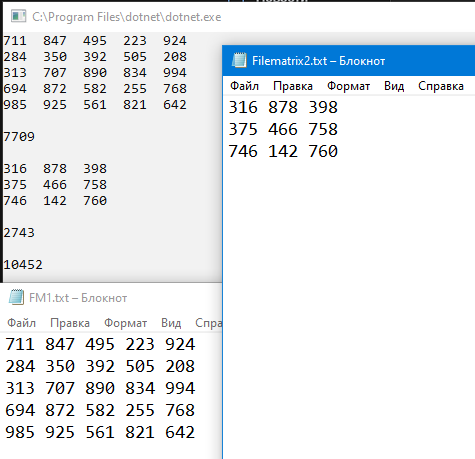 C:\Program Files\dotnet\dotnet.exe
711 847 495 223 924
284 350 392 505 208
313 707 890 834 994
694 872 582 255 768
985 925 561 821 642
7709
316 878 398
375 466 758
746 142 760
2743
10452
Filematrix2.txt – Блокнот
Файл Правка Формат Вид Справка
316 878 398
375 466 758
746 142 760
FM1.txt – Блокнот
Файл Правка Формат Вид Спра
711 847 495 223 924
284 350 392 505 208
313 707 890 834 994
694 872 582 255 768
985 925 561 821 642